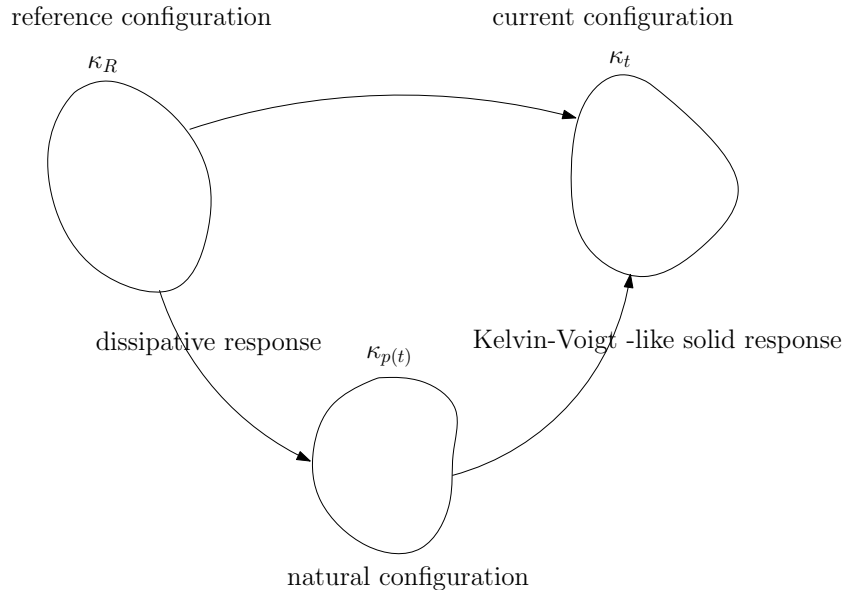 reference configuration
current configuration
κ_R
κ_t
dissipative response
Kelvin-Voigt -like solid response
κ_{p(t)}
natural configuration